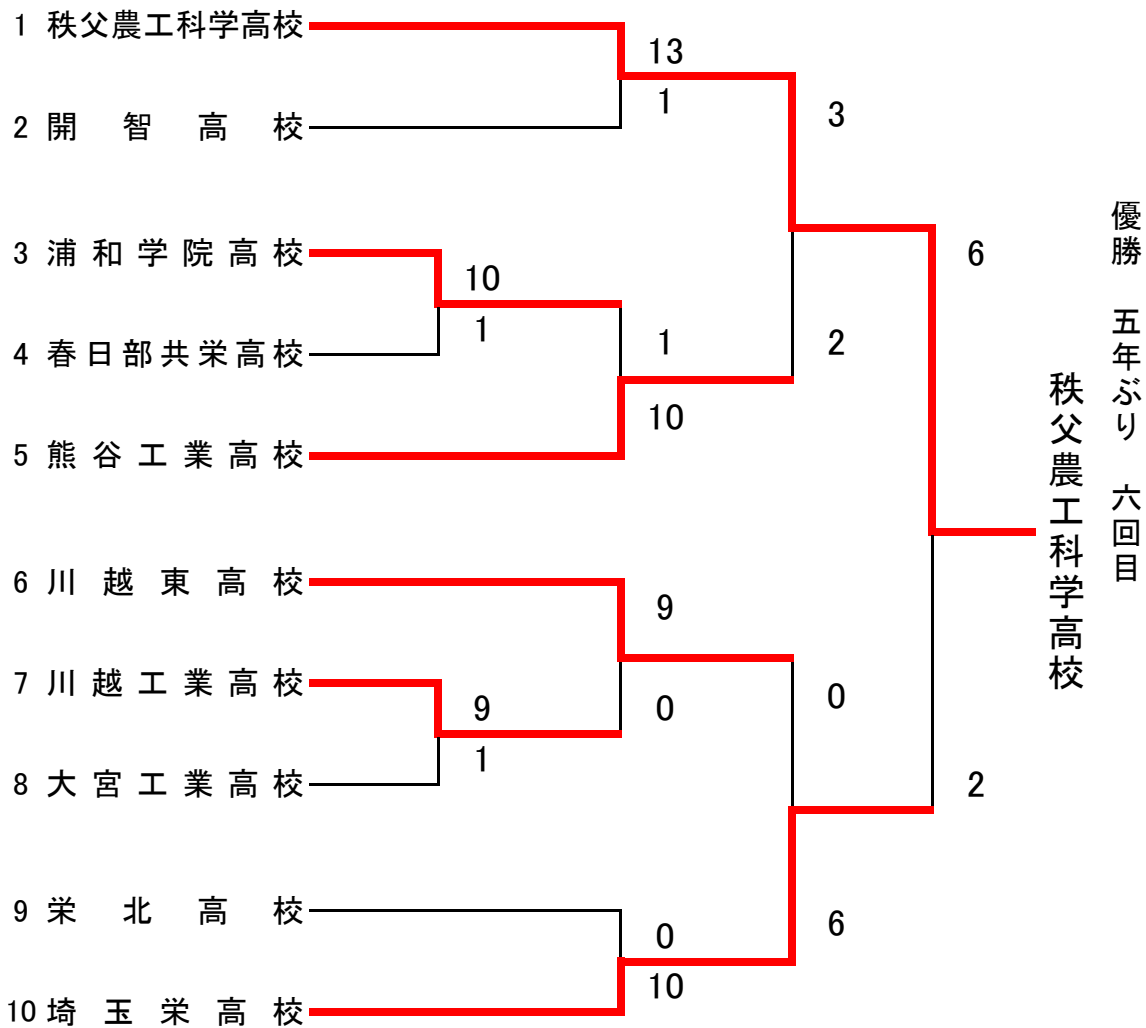 1 秩父農工科学高校
13
1
2 開智高校
3
3 浦和学院高校
10
1
4 春日部共栄高校
1
10
2
5 熊谷工業高校
6
6 川越東高校
9
0
7 川越工業高校
9
1
8 大宮工業高校
0
2
9 栄北高校
0
10
6
10 埼玉栄高校
優勝 五年ぶり 六回目
秩父農工科学高校